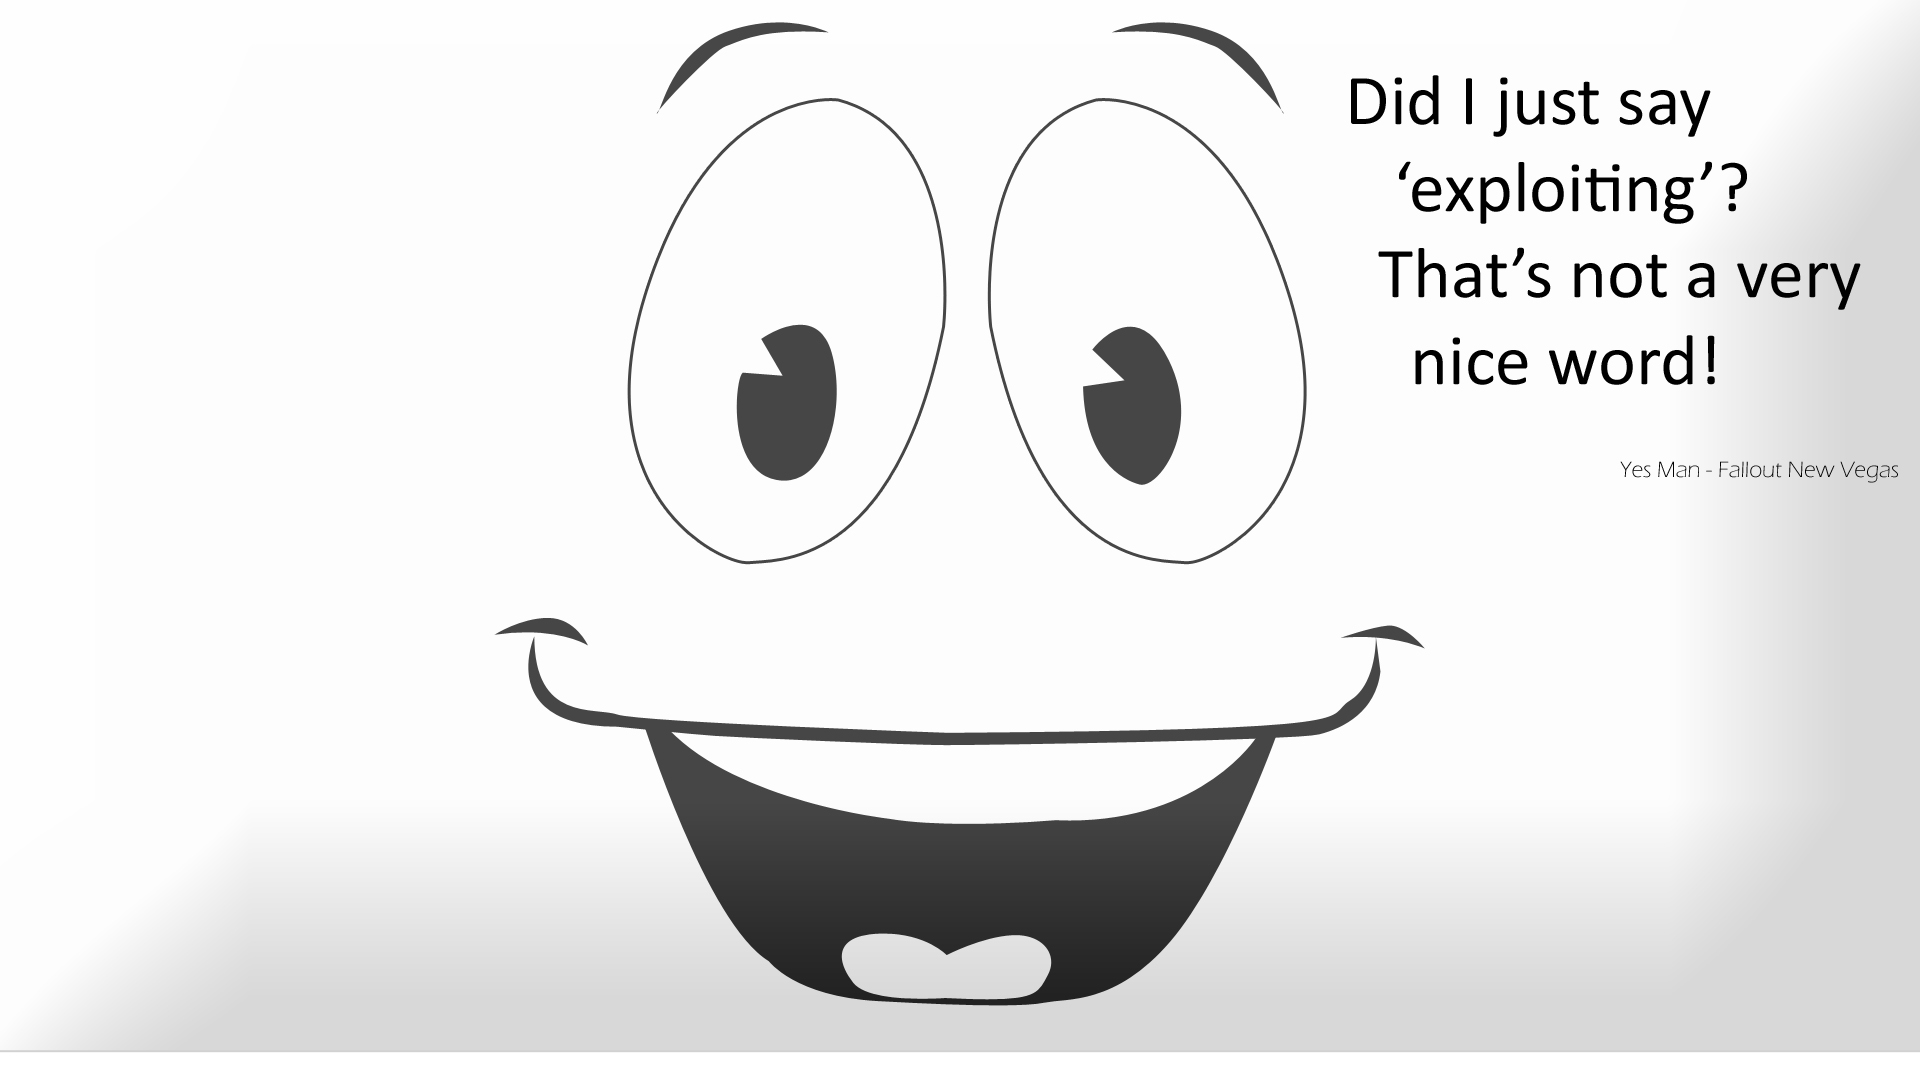 Did I just say
‘exploiting’?
That’s not a very
nice word!
Yes Man - Fallout New Vegas